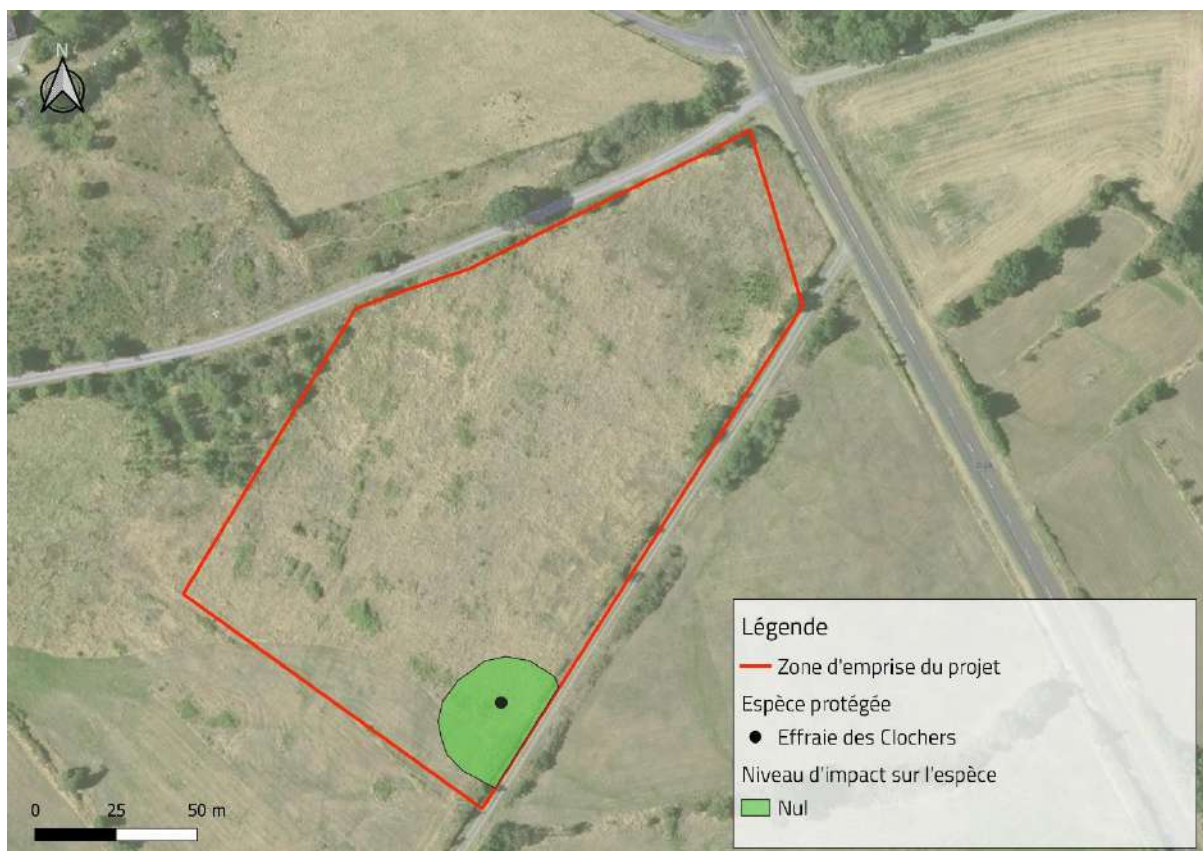 N
Légende
Zone d'emprise du projet
Espèce protégée
Effraie des Clochers
Niveau d'impact sur l'espèce
Nul
0 25 50 m